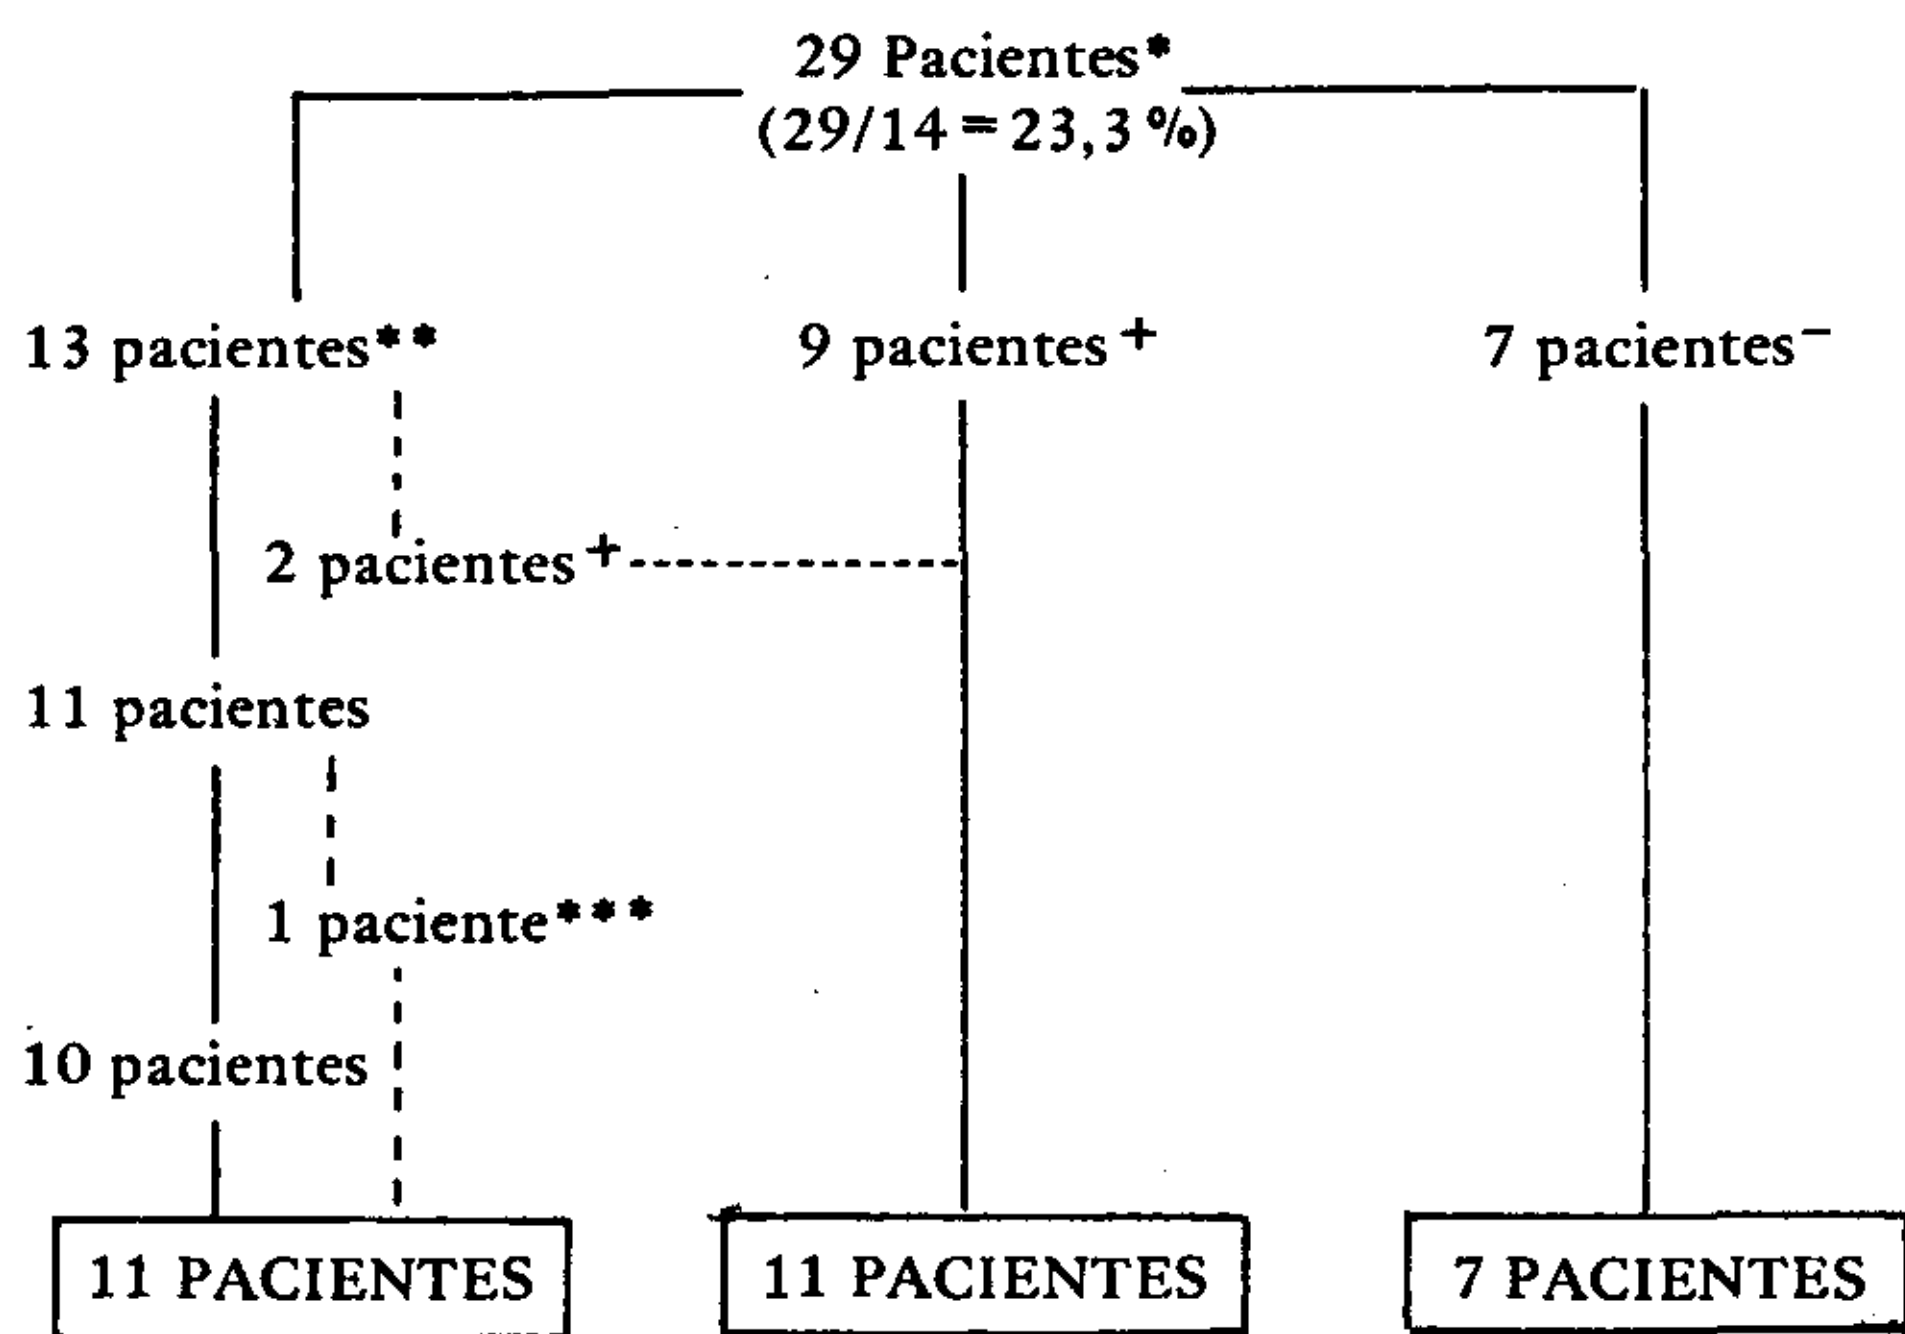 29 Pacientes*
(29/14 = 23,3 %)
13 pacientes**
9 pacientes +
7 pacientes–
2 pacientes +
11 pacientes
1 paciente***
10 pacientes
11 PACIENTES
11 PACIENTES
7 PACIENTES